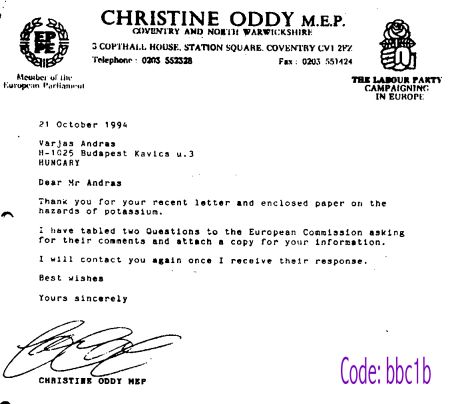 CHRISTINE ODDY M.E.P.
COVENTRY AND NORTH WARWICKSHIRE
3 COPTHALL HOUSE, STATION SQUARE, COVENTRY CV1 2FZ
Telephone : 0203 552328
Fax : 0203 551424
EP
PE
Member of the
European Parliament
THE LABOUR PARTY
CAMPAIGNING
IN EUROPE
21 October 1994
Varjas Andras
H-1025 Budapest Kavics u.3
HUNGARY
Dear Mr Andras
Thank you for your recent letter and enclosed paper on the
hazards of potassium.
I have tabled two Questions to the European Commission asking
for their comments and attach a copy for your information.
I will contact you again once I receive their response.
Best wishes
Yours sincerely
CHRISTINE ODDY MEP
Code: bbc1b